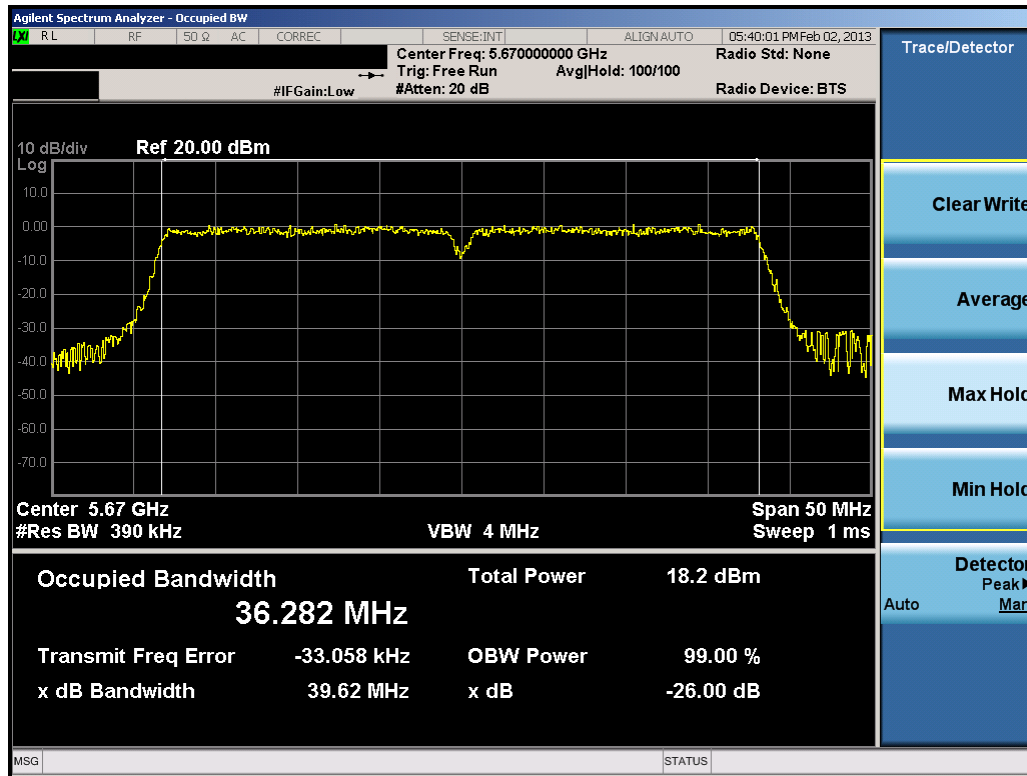 Agilent Spectrum Analyzer - Occupied BW
LXI RL RF 50 Ω AC CORREC SENSE:INT ALIGN AUTO 05:40:01 PM Feb 02, 2013
Center Freq: 5.670000000 GHz Radio Std: None
Trig: Free Run Avg|Hold: 100/100
#IFGain:Low #Atten: 20 dB Radio Device: BTS
10 dB/div Ref 20.00 dBm
Log
10.0
0.00
-10.0
-20.0
-30.0
-40.0
-50.0
-60.0
-70.0
Center 5.67 GHz Span 50 MHz
#Res BW 390 kHz VBW 4 MHz Sweep 1 ms
Occupied Bandwidth Total Power 18.2 dBm
36.282 MHz
Transmit Freq Error -33.058 kHz OBW Power 99.00 %
x dB Bandwidth 39.62 MHz x dB -26.00 dB
MSG STATUS
Trace/Detector
Clear Write
Average
Max Hold
Min Hold
Detector
Peak
Auto Man